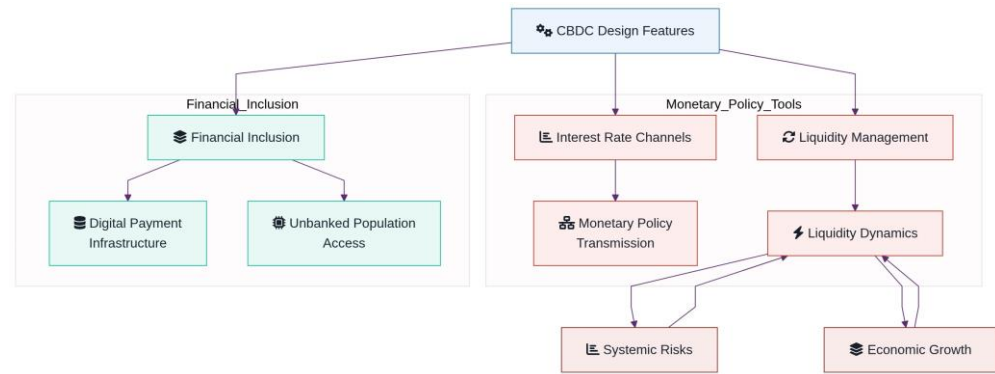 CBDC Design Features
Financial_Inclusion
Monetary_Policy_Tools
Financial Inclusion
Interest Rate Channels
Liquidity Management
Digital Payment
Infrastructure
Unbanked Population
Access
Monetary Policy
Transmission
Liquidity Dynamics
Systemic Risks
Economic Growth